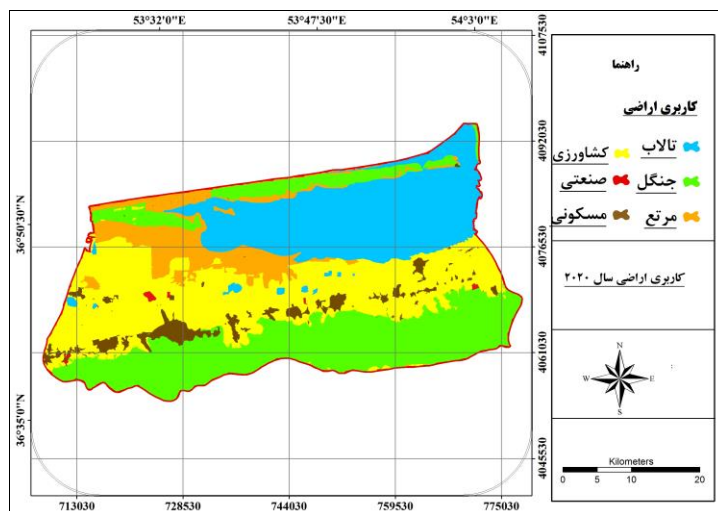 53°32'0"E 53°47'30"E 54°3'0"E
4107530
4092030
4076530
4061030
4045530
36°50'30"N
36°35'0"N
713030 728530 744030 759530 775030
راهنما
کاربری اراضی
تالاب کشاورزی
جنگل صنعتی
مرتع مسکونی
کاربری اراضی سال ۲۰۲۰
N
W E
S
Kilometers
0 5 10 20